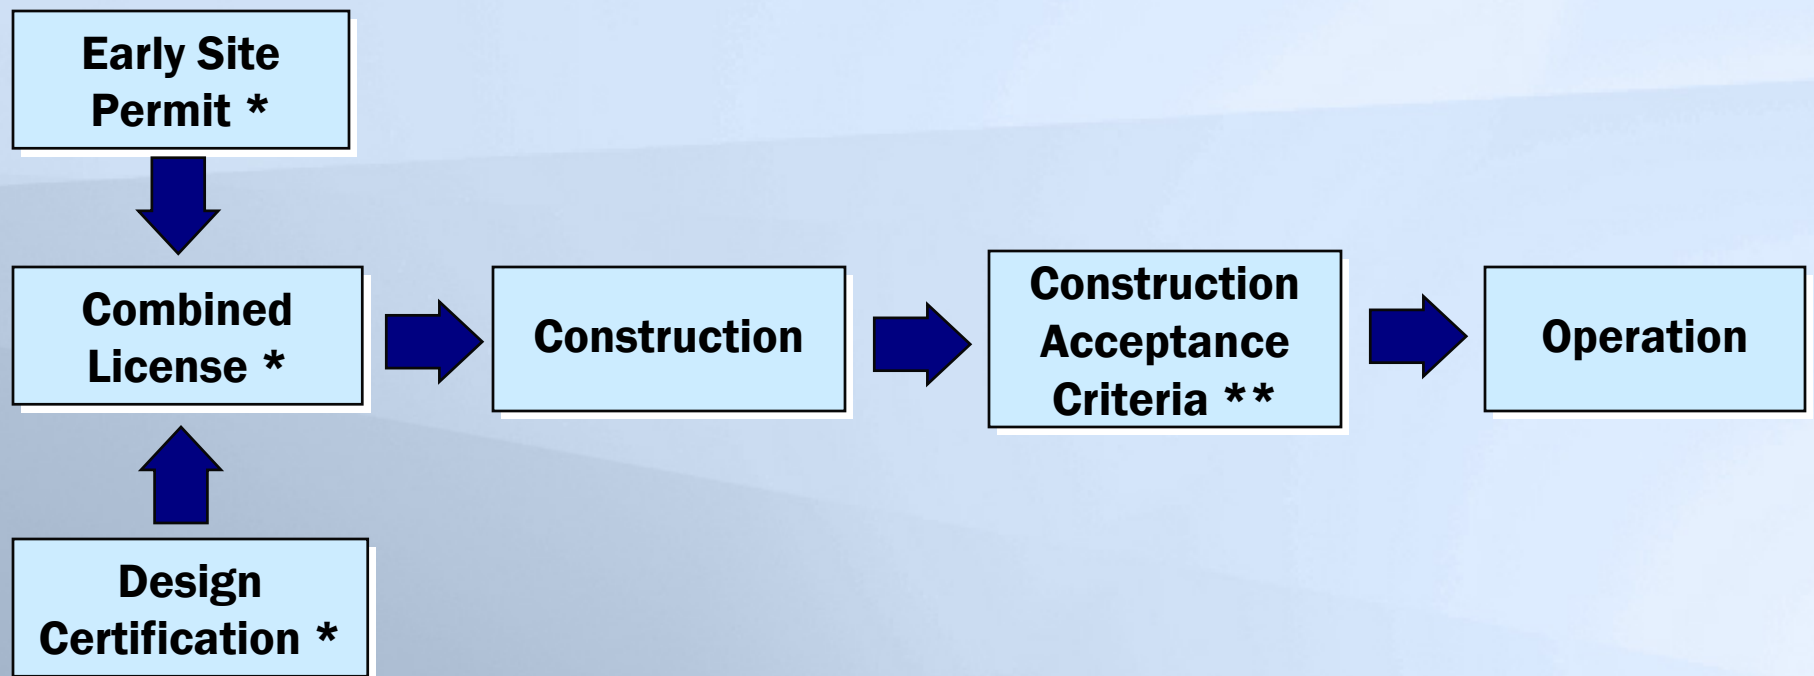 Early Site
Permit *
Combined
License *
Construction
Construction
Acceptance
Criteria **
Operation
Design
Certification *